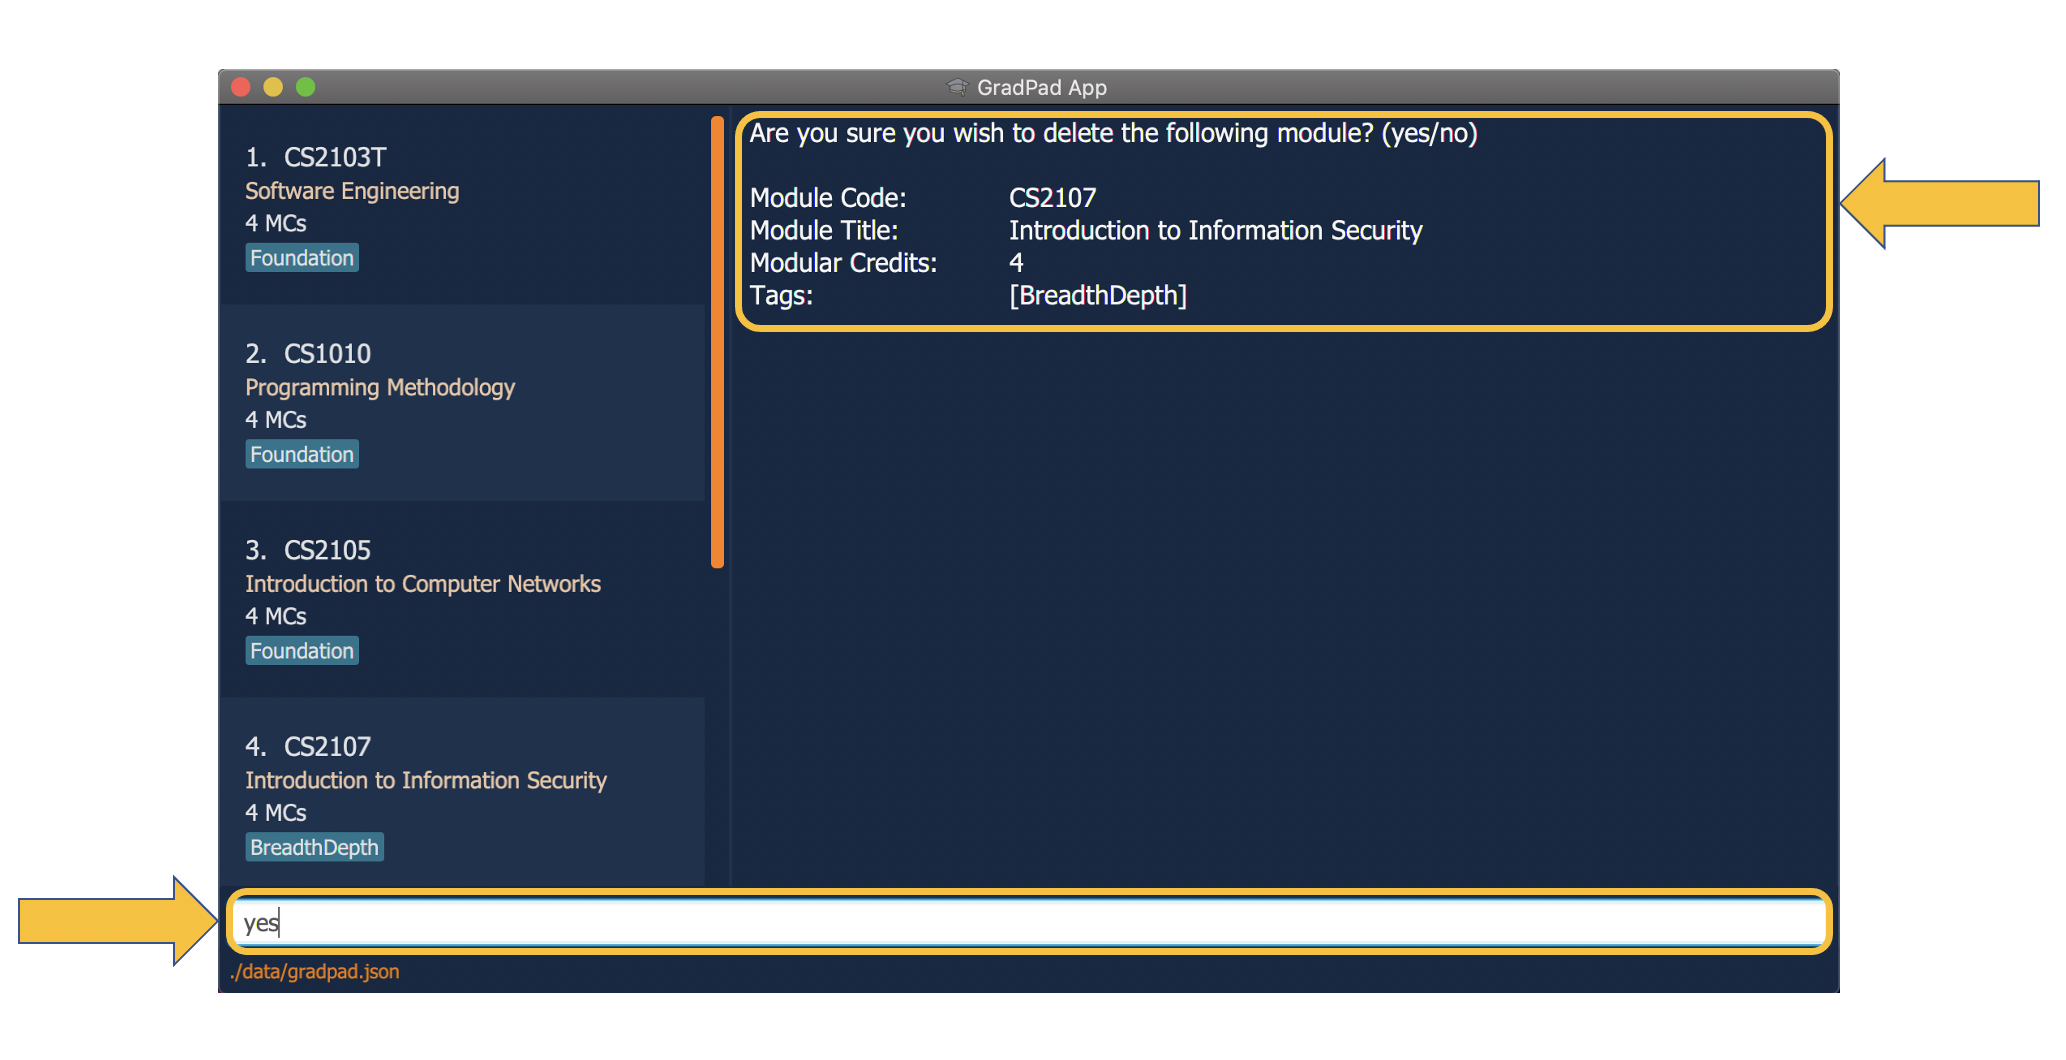 GradPad App
1. CS2103T
Software Engineering
4 MCs
Foundation
2. CS1010
Programming Methodology
4 MCs
Foundation
3. CS2105
Introduction to Computer Networks
4 MCs
Foundation
4. CS2107
Introduction to Information Security
4 MCs
BreadthDepth
Are you sure you wish to delete the following module? (yes/no)
Module Code: CS2107
Module Title: Introduction to Information Security
Modular Credits: 4
Tags: [BreadthDepth]
yes
./data/gradpad.json